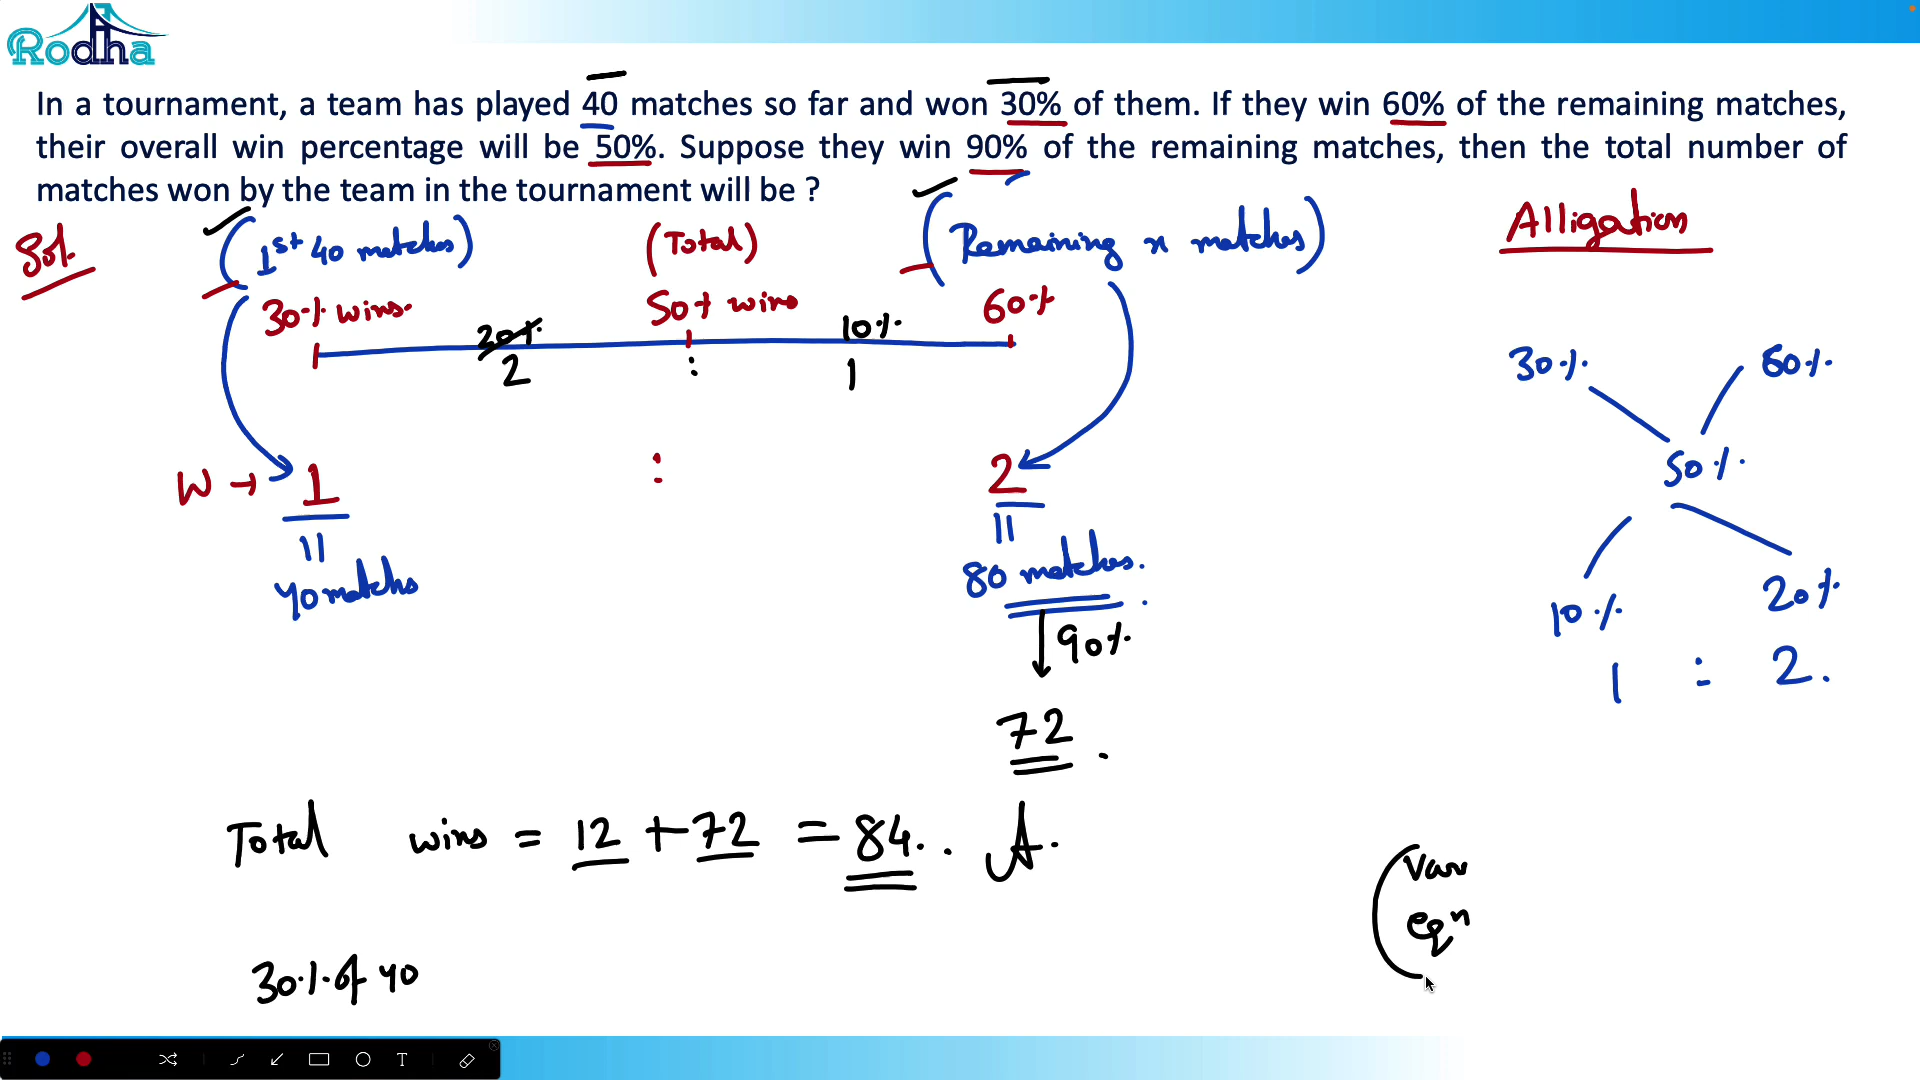 Rodha
In a tournament, a team has played 40 matches so far and won 30% of them. If they win 60% of the remaining matches,
their overall win percentage will be 50%. Suppose they win 90% of the remaining matches, then the total number of
matches won by the team in the tournament will be ?
Sol.
(1st 40 matches)
(Total)
(Remaining x matches)
Alligation
30% wins.
50% wins
60%
20%
10%
2 : 1
30%. 60%.
50%.
W → 1 : 2
40 matches
80 matches.
10% 20%
1 : 2.
90%
72.
Total wins = 12 + 72 = 84.. A.
Var
eqn
30%. of 40
T